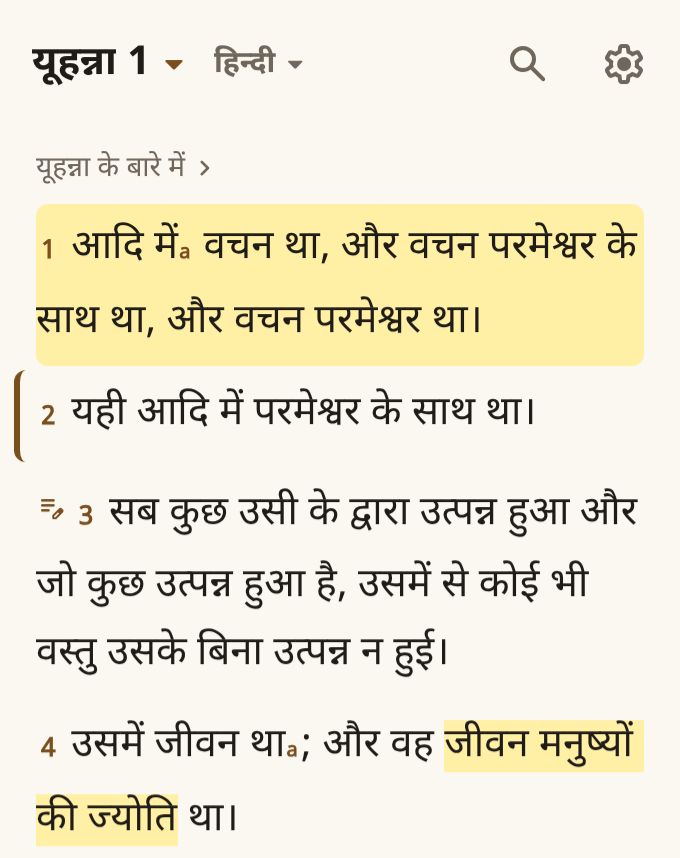 यूहन्ना 1 हिन्दी
यूहन्ना के बारे में >
1 आदि मेंa वचन था, और वचन परमेश्वर के
साथ था, और वचन परमेश्वर था।
2 यही आदि में परमेश्वर के साथ था।
3 सब कुछ उसी के द्वारा उत्पन्न हुआ और
जो कुछ उत्पन्न हुआ है, उसमें से कोई भी
वस्तु उसके बिना उत्पन्न न हुई।
4 उसमें जीवन थाa; और वह जीवन मनुष्यों
की ज्योति था।